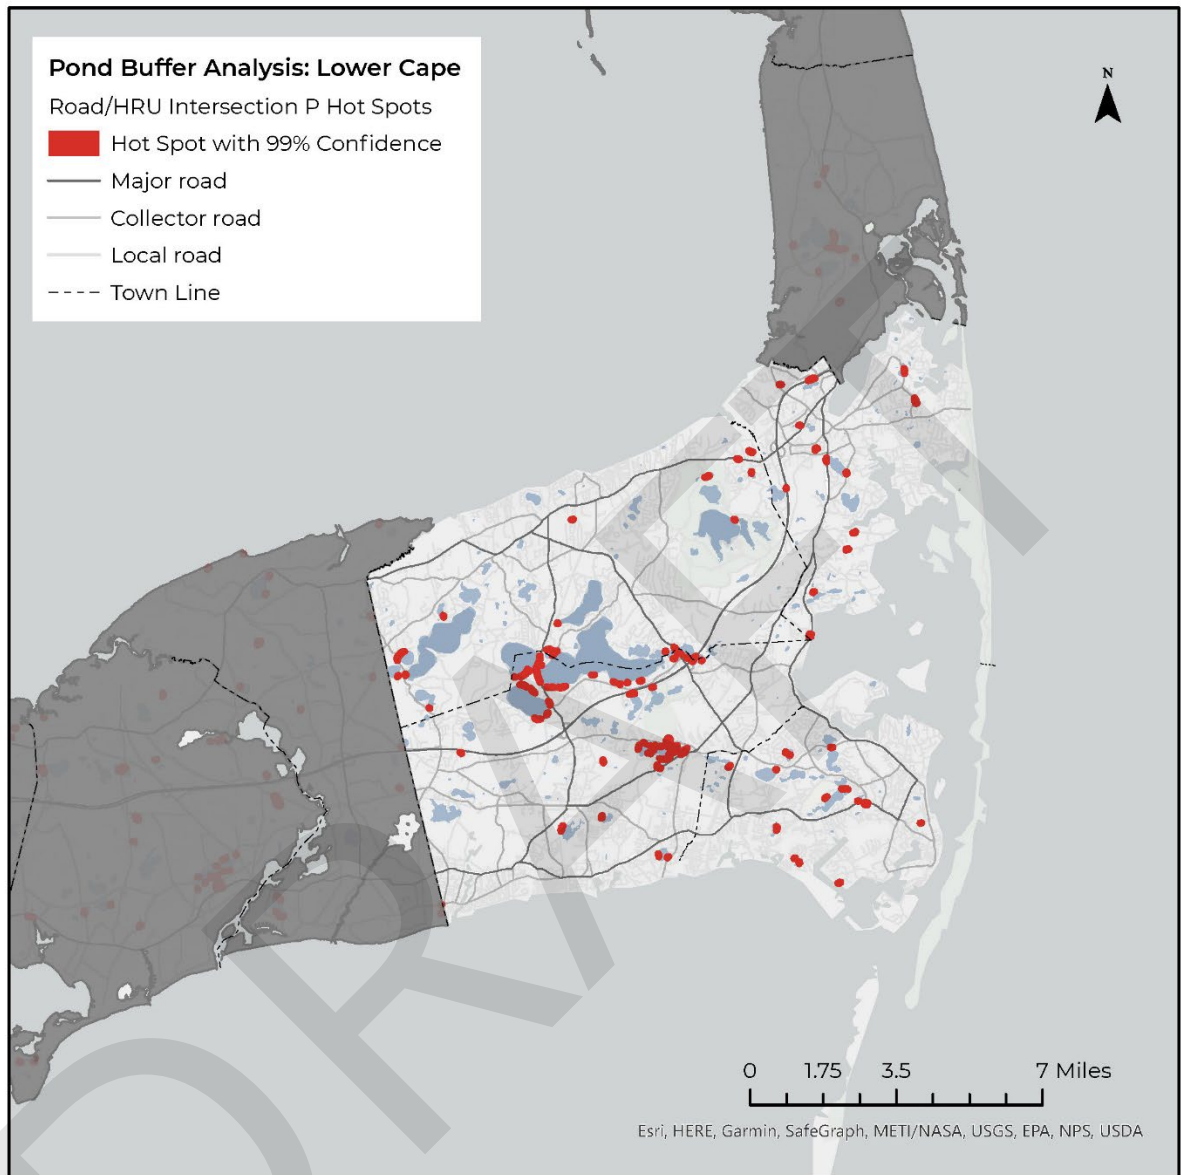 Pond Buffer Analysis: Lower Cape
Road/HRU Intersection P Hot Spots
Hot Spot with 99% Confidence
Major road
Collector road
Local road
Town Line
N
DRAFT
0 1.75 3.5 7 Miles
Esri, HERE, Garmin, SafeGraph, METI/NASA, USGS, EPA, NPS, USDA